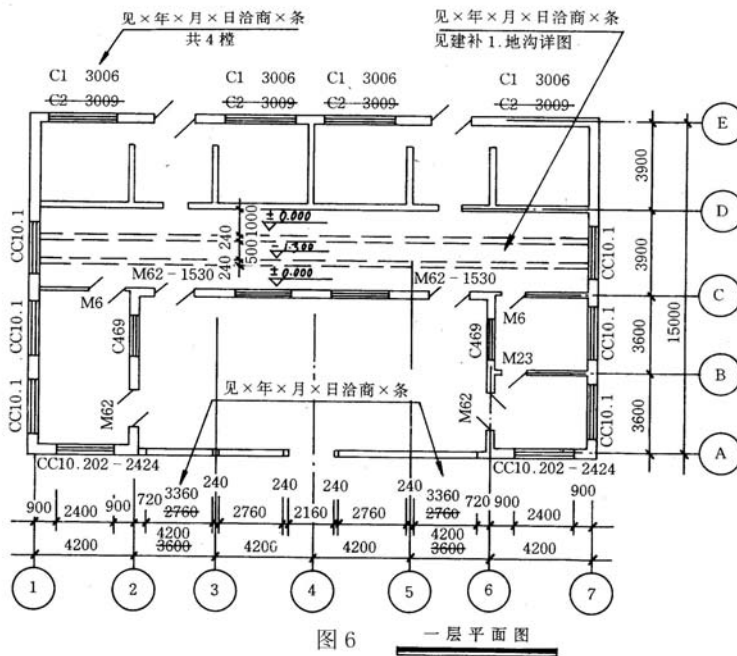 见×年×月×日洽商×条
共4樘
见×年×月×日洽商×条
见建补1.地沟详图
C1 3006
C1 3006
C1 3006
C1 3006
C2 3009
C2 3009
C2 3009
C2 3009
E
3900
D
3900
C
3600
15000
B
3600
A
CC10.1
CC10.1
CC10.1
CC10.1
CC10.1
CC10.1
±0.000
1000
240
500
240
±0.000
M62-1530
M62-1530
M6
M6
C469
C469
M23
M62
M62
见×年×月×日洽商×条
CC10.202-2424
CC10.202-2424
900
2400
900
720
3360
2760
240
2760
240
2160
240
2760
240
3360
2760
720
900
2400
900
4200
4200
3600
4200
4200
4200
3600
4200
1
2
3
4
5
6
7
图6
一层平面图